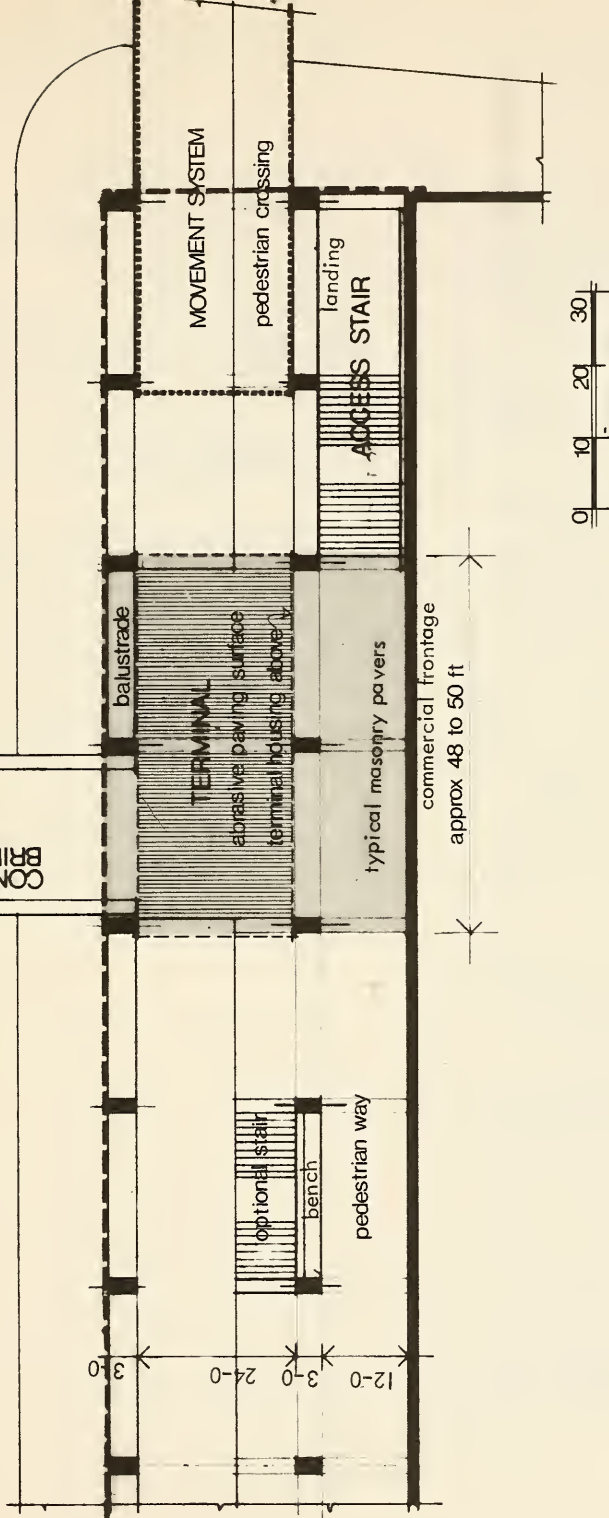 MOVEMENT SYSTEM
pedestrian crossing
landing
ACCESS STAIR
balustrade
TERMINAL
abrasive paving surface
terminal housing above
typical masonry pavers
commercial frontage
approx 48 to 50 ft
optional stair
bench
pedestrian way
3-0
24-0
3-0
12-0
0 10 20 30